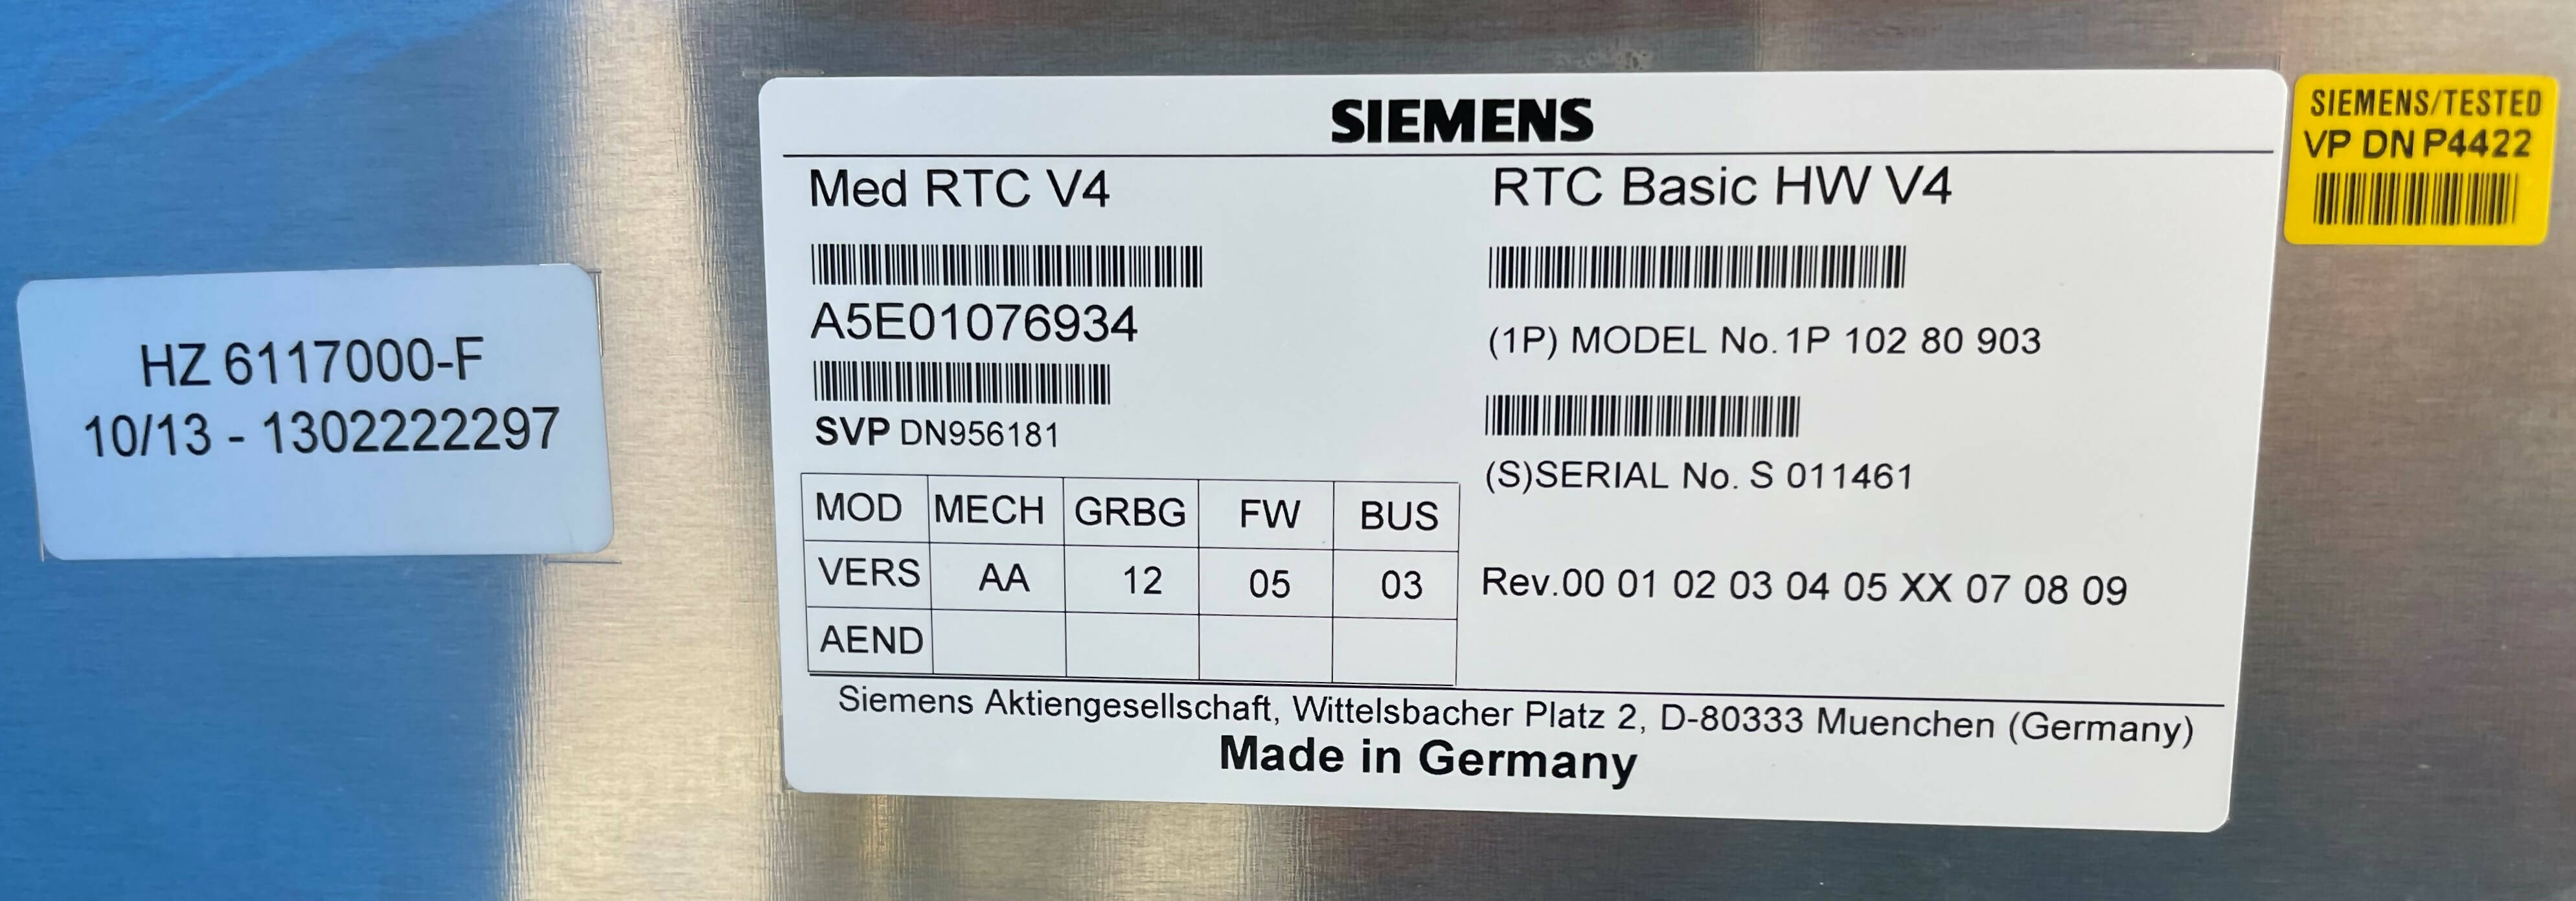 HZ 6117000-F
10/13 - 1302222297
SIEMENS
Med RTC V4
A5E01076934
SVP DN956181
MOD MECH GRBG FW BUS
VERS AA 12 05 03
AEND
RTC Basic HW V4
(1P) MODEL No. 1P 102 80 903
(S)SERIAL No. S 011461
Rev.00 01 02 03 04 05 XX 07 08 09
Siemens Aktiengesellschaft, Wittelsbacher Platz 2, D-80333 Muenchen (Germany)
Made in Germany
SIEMENS/TESTED
VP DN P4422